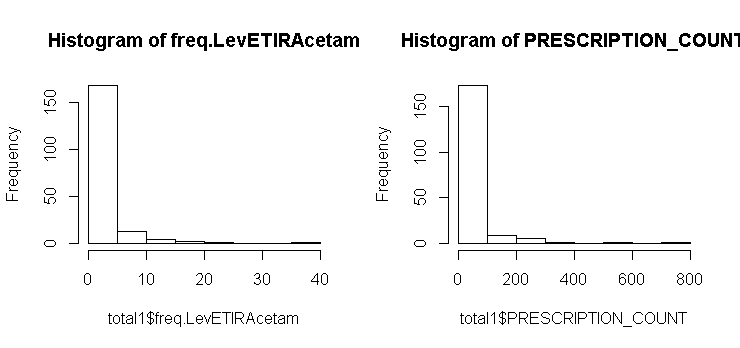 Histogram of freq.LevETIRAcetam
Frequency
0
50
100
150
0 10 20 30 40
total1$freq.LevETIRAcetam
Histogram of PRESCRIPTION_COUNT
Frequency
0
50
100
150
0 200 400 600 800
total1$PRESCRIPTION_COUNT